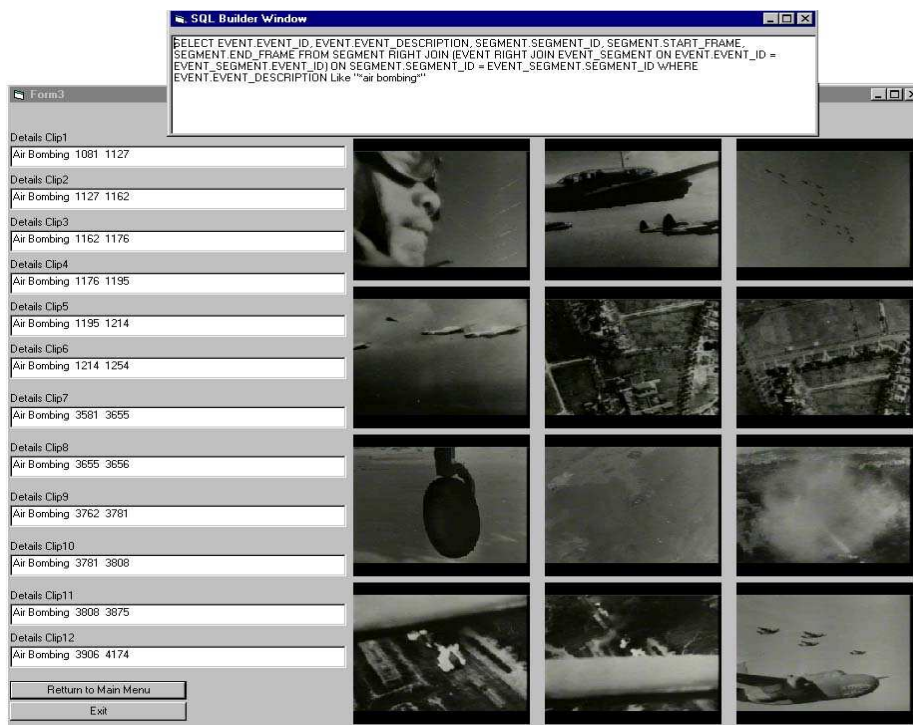 SQL Builder Window
SELECT EVENT.EVENT_ID, EVENT.EVENT_DESCRIPTION, SEGMENT.SEGMENT_ID, SEGMENT.START_FRAME,
SEGMENT.END_FRAME FROM SEGMENT RIGHT JOIN (EVENT RIGHT JOIN EVENT_SEGMENT ON EVENT.EVENT_ID =
EVENT_SEGMENT.EVENT_ID) ON SEGMENT.SEGMENT_ID = EVENT_SEGMENT.SEGMENT_ID WHERE
EVENT.EVENT_DESCRIPTION Like "*air bombing*"
Form3
Details Clip1
Air Bombing 1081 1127
Details Clip2
Air Bombing 1127 1162
Details Clip3
Air Bombing 1162 1176
Details Clip4
Air Bombing 1176 1195
Details Clip5
Air Bombing 1195 1214
Details Clip6
Air Bombing 1214 1254
Details Clip7
Air Bombing 3581 3655
Details Clip8
Air Bombing 3655 3656
Details Clip9
Air Bombing 3762 3781
Details Clip10
Air Bombing 3781 3808
Details Clip11
Air Bombing 3808 3875
Details Clip12
Air Bombing 3906 4174
Retturn to Main Menu
Exit